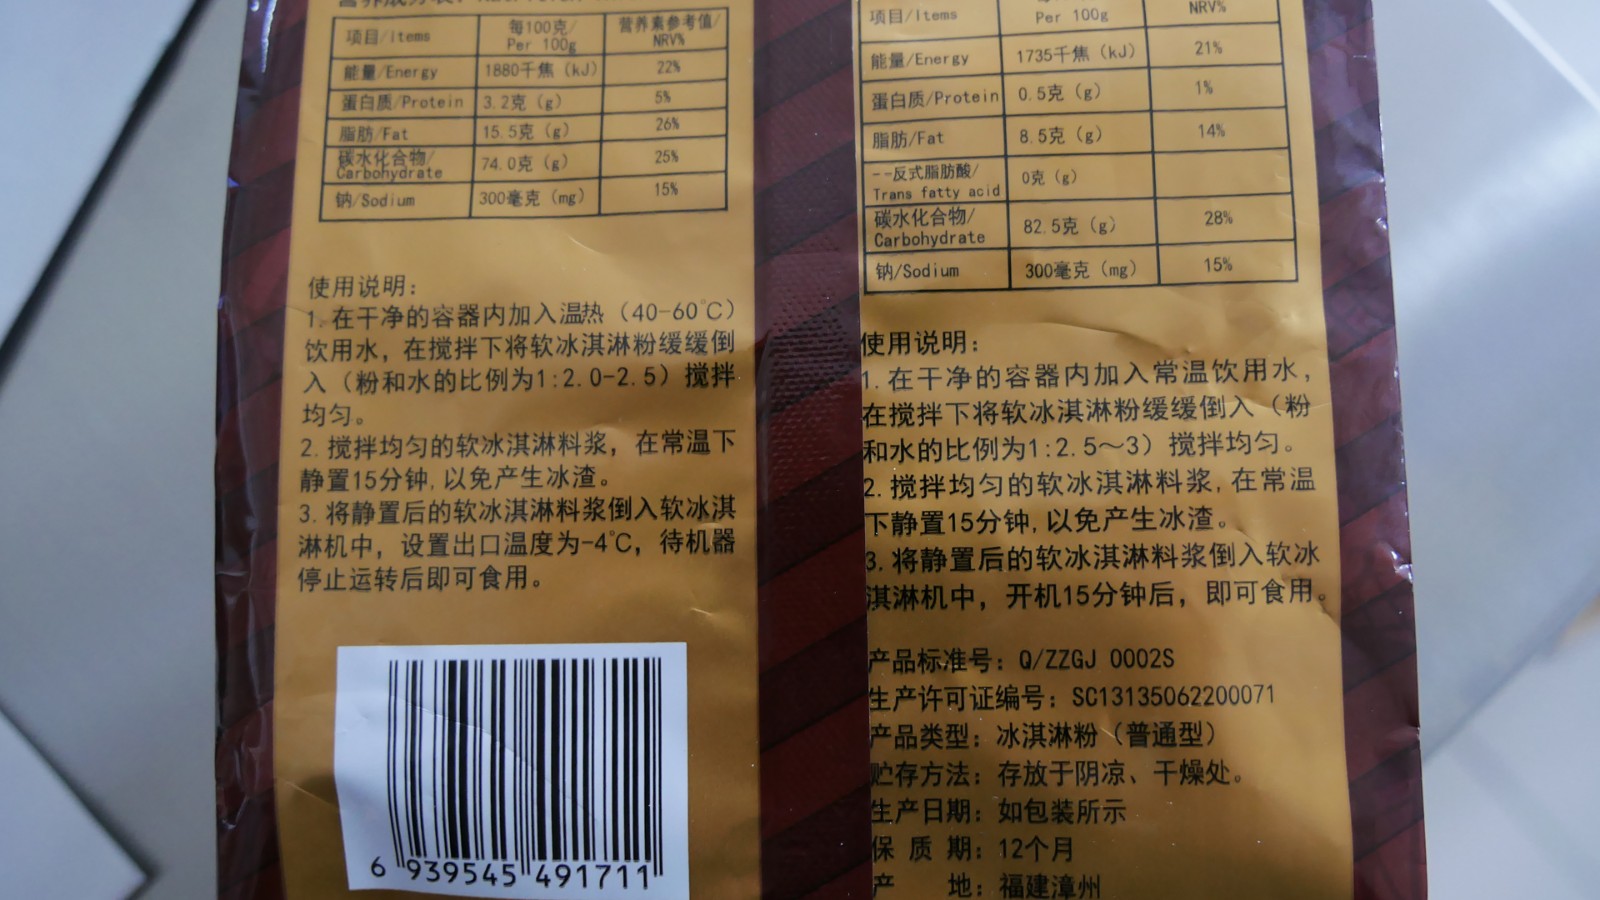 项目/Items 每100克/Per 100g 营养素参考值/NRV%
能量/Energy 1880千焦（kJ） 22%
蛋白质/Protein 3.2克（g） 5%
脂肪/Fat 15.5克（g） 26%
碳水化合物/Carbohydrate 74.0克（g） 25%
钠/Sodium 300毫克（mg） 15%
使用说明：
1.在干净的容器内加入温热（40-60℃）
饮用水，在搅拌下将软冰淇淋粉缓缓倒
入（粉和水的比例为1:2.0-2.5）搅拌
均匀。
2.搅拌均匀的软冰淇淋料浆，在常温下
静置15分钟,以免产生冰渣。
3.将静置后的软冰淇淋料浆倒入软冰淇
淋机中，设置出口温度为-4℃，待机器
停止运转后即可食用。
6 939545 491711
项目/Items Per 100g NRV%
能量/Energy 1735千焦（kJ） 21%
蛋白质/Protein 0.5克（g） 1%
脂肪/Fat 8.5克（g） 14%
--反式脂肪酸/Trans fatty acid 0克（g）
碳水化合物/Carbohydrate 82.5克（g） 28%
钠/Sodium 300毫克（mg） 15%
使用说明：
1.在干净的容器内加入常温饮用水，
在搅拌下将软冰淇淋粉缓缓倒入（粉
和水的比例为1:2.5～3）搅拌均匀。
2.搅拌均匀的软冰淇淋料浆,在常温
下静置15分钟,以免产生冰渣。
3.将静置后的软冰淇淋料浆倒入软冰
淇淋机中，开机15分钟后，即可食用。
产品标准号：Q/ZZGJ 0002S
生产许可证编号：SC13135062200071
产品类型：冰淇淋粉（普通型）
贮存方法：存放于阴凉、干燥处。
生产日期：如包装所示
保 质 期：12个月
产 地：福建漳州